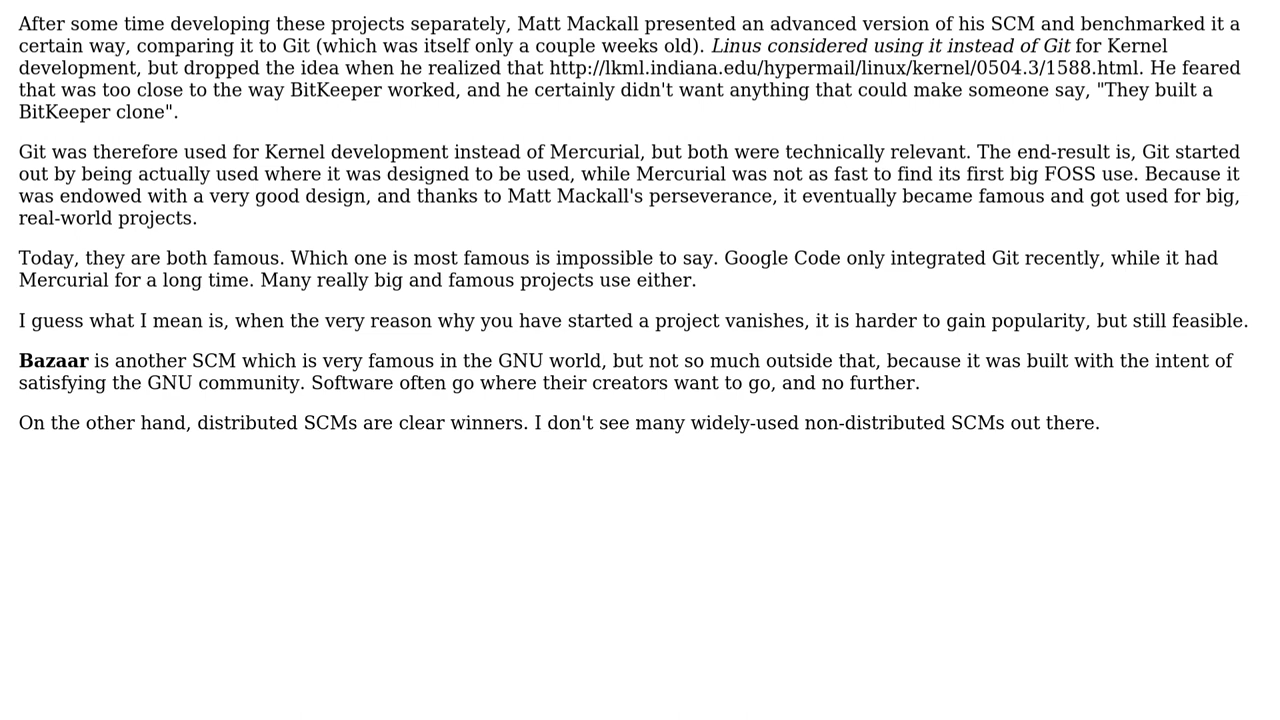 After some time developing these projects separately, Matt Mackall presented an advanced version of his SCM and benchmarked it a
certain way, comparing it to Git (which was itself only a couple weeks old). Linus considered using it instead of Git for Kernel
development, but dropped the idea when he realized that http://lkml.indiana.edu/hypermail/linux/kernel/0504.3/1588.html. He feared
that was too close to the way BitKeeper worked, and he certainly didn't want anything that could make someone say, "They built a
BitKeeper clone".
Git was therefore used for Kernel development instead of Mercurial, but both were technically relevant. The end-result is, Git started
out by being actually used where it was designed to be used, while Mercurial was not as fast to find its first big FOSS use. Because it
was endowed with a very good design, and thanks to Matt Mackall's perseverance, it eventually became famous and got used for big,
real-world projects.
Today, they are both famous. Which one is most famous is impossible to say. Google Code only integrated Git recently, while it had
Mercurial for a long time. Many really big and famous projects use either.
I guess what I mean is, when the very reason why you have started a project vanishes, it is harder to gain popularity, but still feasible.
Bazaar is another SCM which is very famous in the GNU world, but not so much outside that, because it was built with the intent of
satisfying the GNU community. Software often go where their creators want to go, and no further.
On the other hand, distributed SCMs are clear winners. I don't see many widely-used non-distributed SCMs out there.